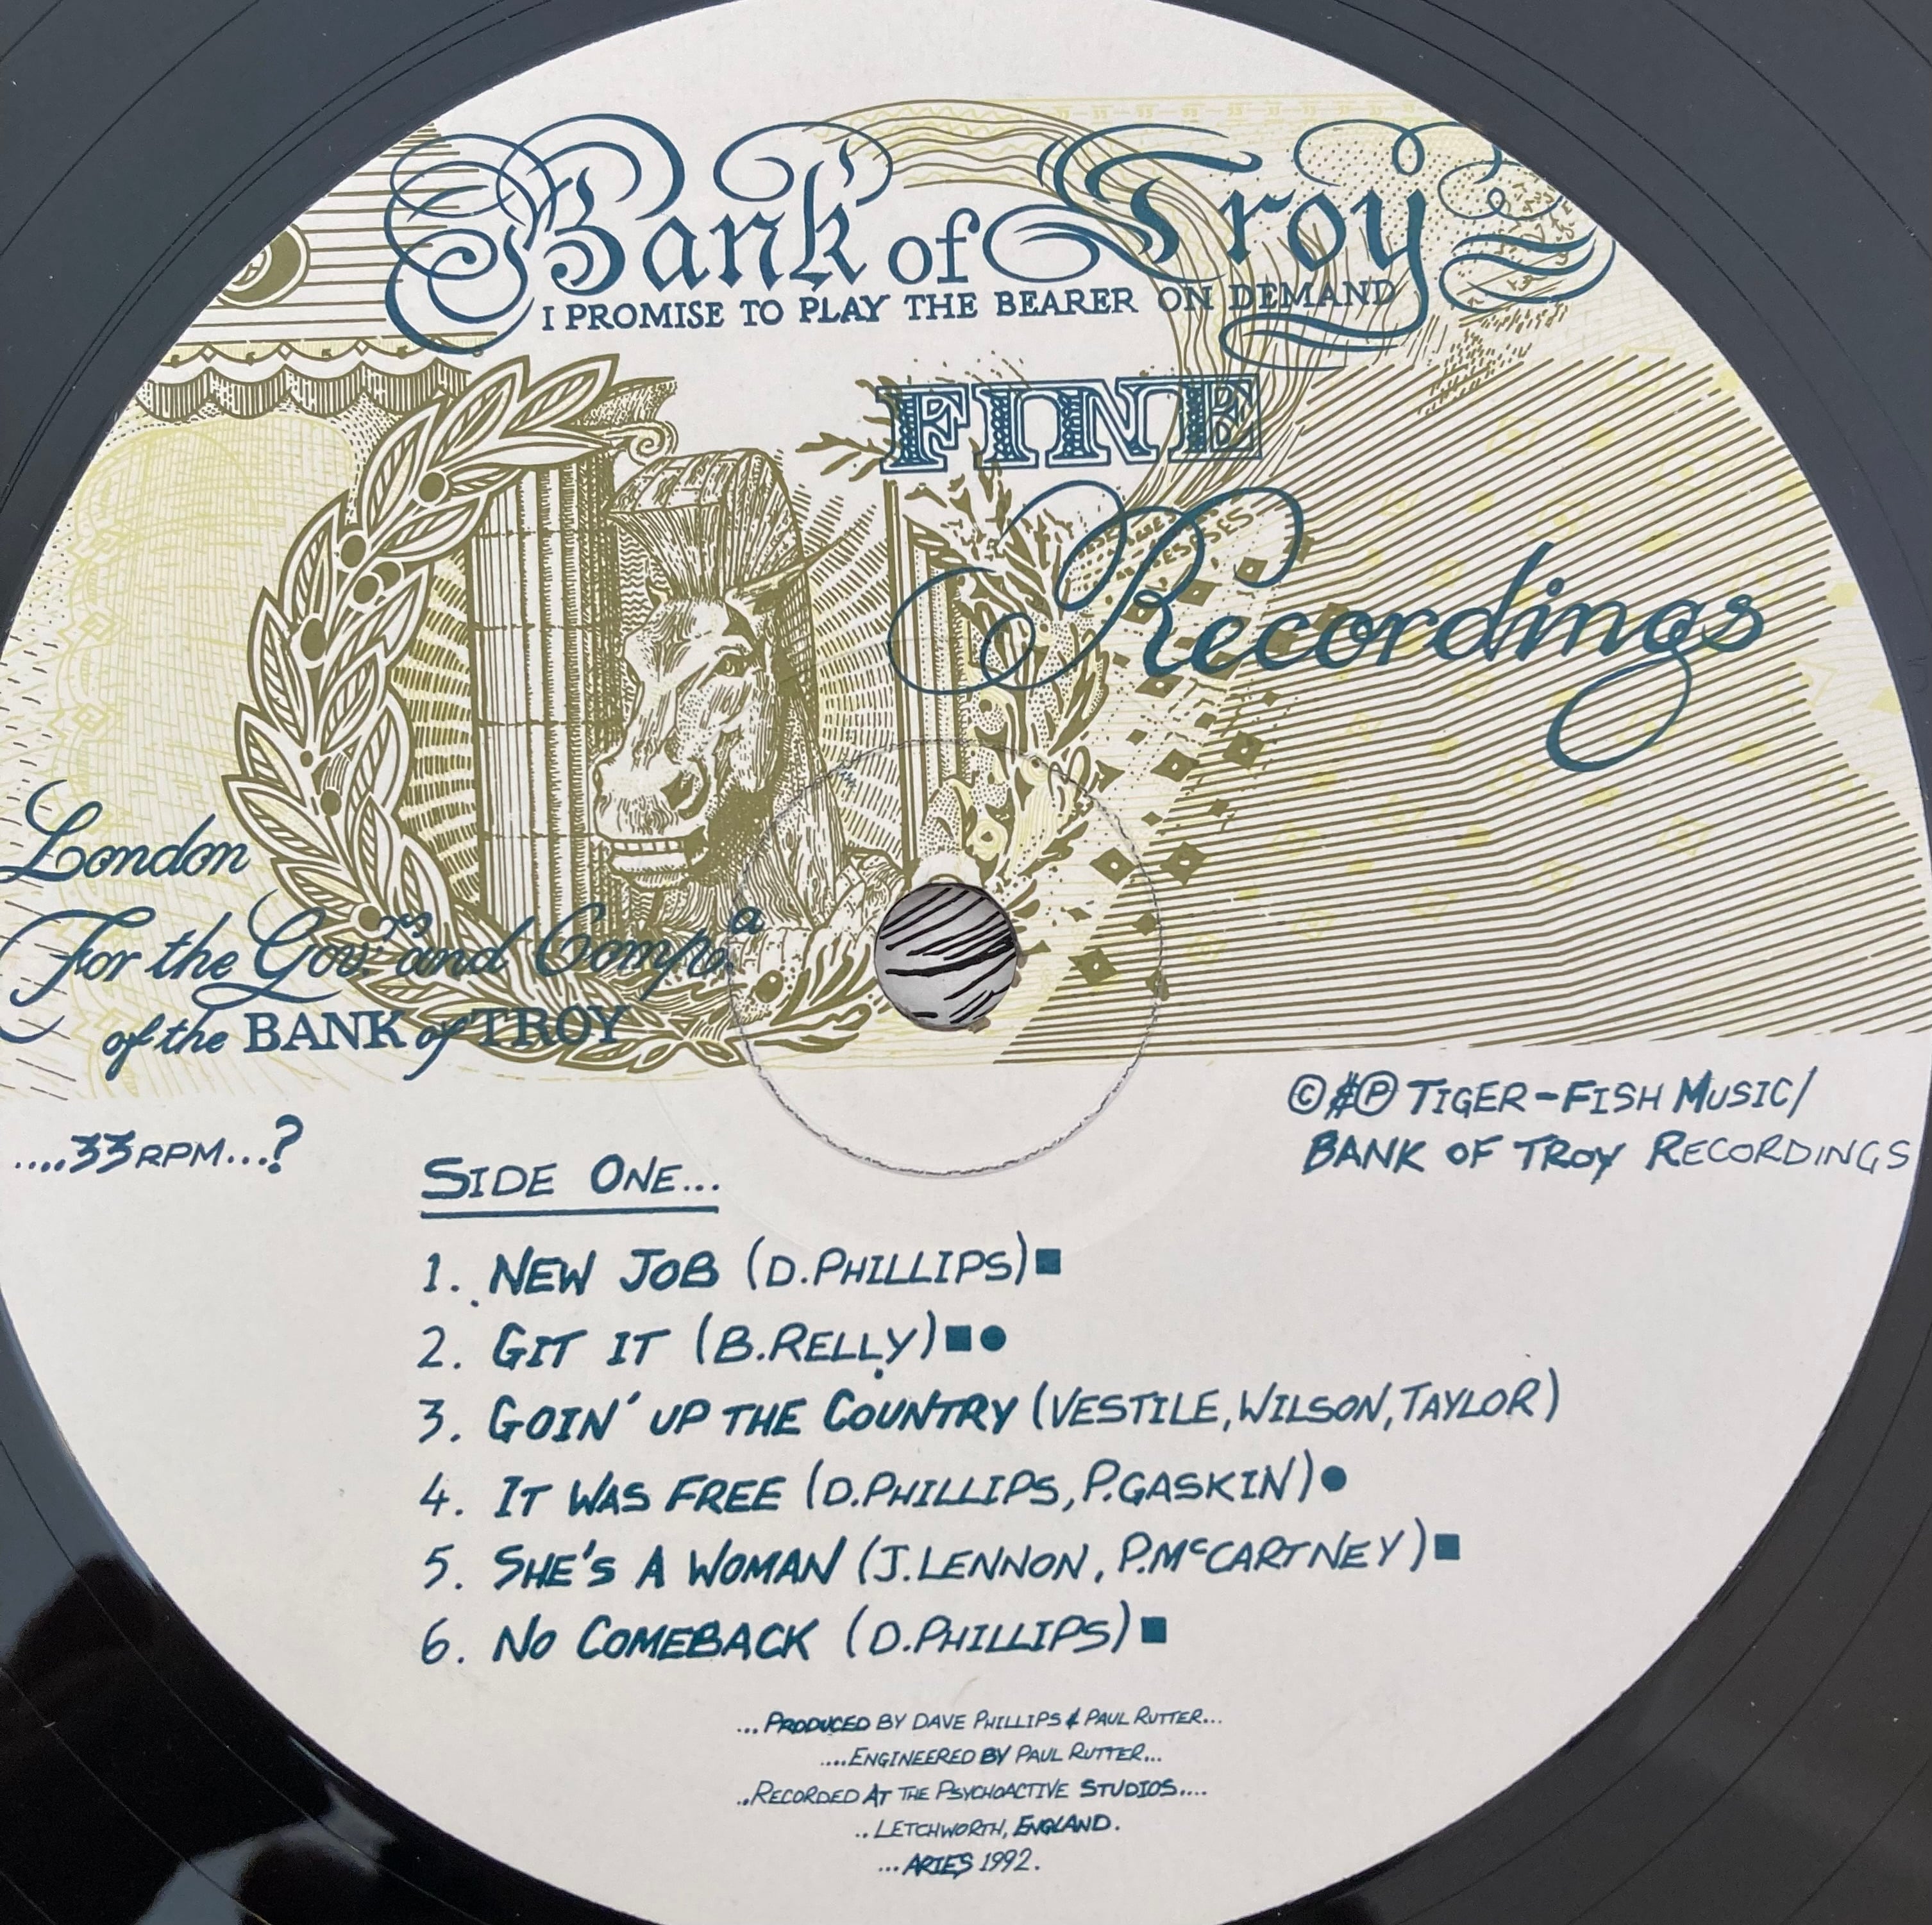 Bank of Troy
I PROMISE TO PLAY THE BEARER ON DEMAND
FINE
Recordings
London
For the Govr. and Compa.
of the BANK of TROY
©&Ⓟ TIGER-FISH MUSIC/
BANK OF TROY RECORDINGS
....33RPM...?
SIDE ONE...
1. NEW JOB (D.PHILLIPS)■
2. GIT IT (B.RELLY)■●
3. GOIN' UP THE COUNTRY (VESTILE,WILSON,TAYLOR)
4. IT WAS FREE (D.PHILLIPS,P.GASKIN)●
5. SHE'S A WOMAN (J.LENNON, P.McCARTNEY)■
6. NO COMEBACK (D.PHILLIPS)■
...PRODUCED BY DAVE PHILLIPS & PAUL RUTTER...
....ENGINEERED BY PAUL RUTTER...
..RECORDED AT THE PSYCHOACTIVE STUDIOS....
..LETCHWORTH, ENGLAND.
...ARIES 1992.